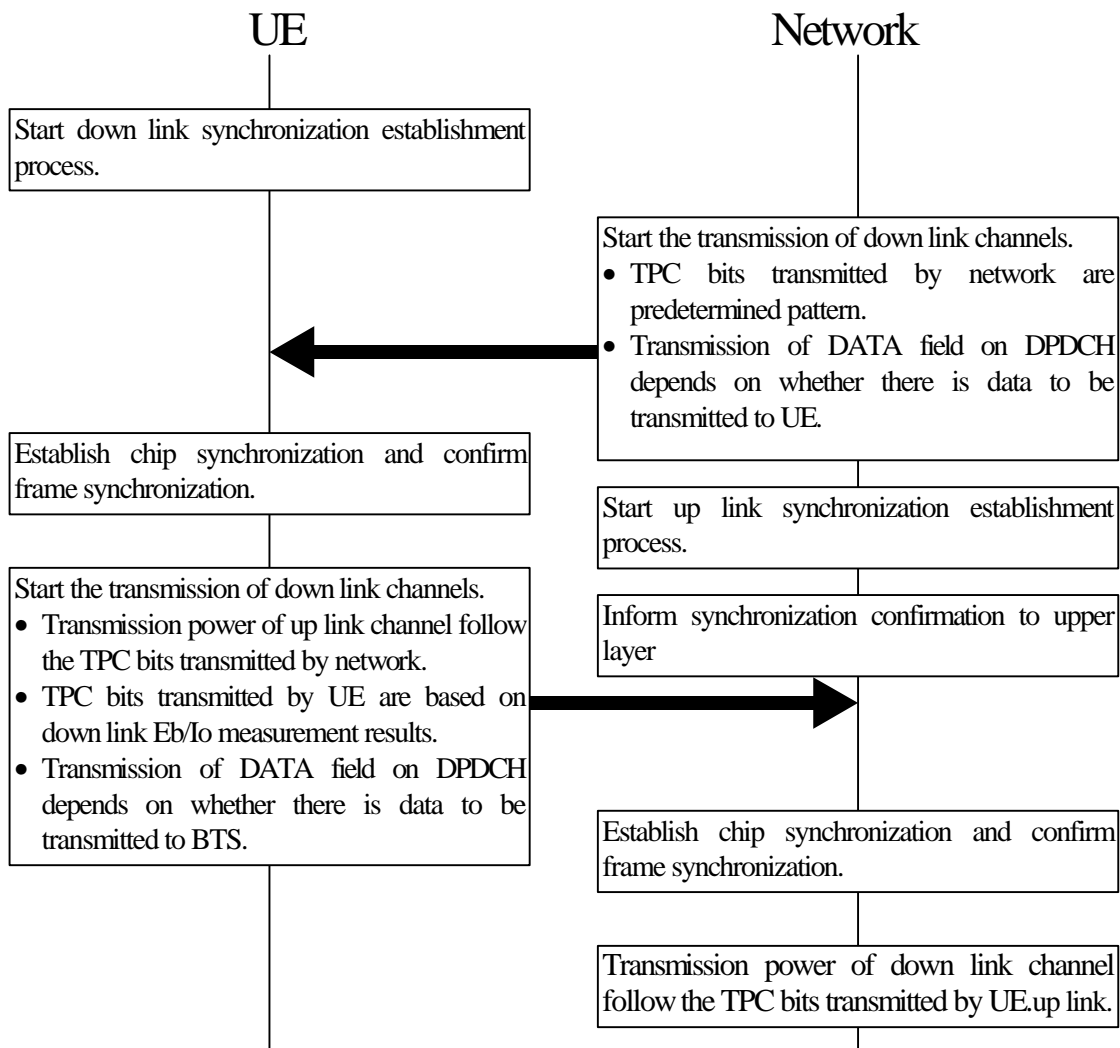 UE
Network
Start down link synchronization establishment
process.
Start the transmission of down link channels.
• TPC bits transmitted by network are
predetermined pattern.
• Transmission of DATA field on DPDCH
depends on whether there is data to be
transmitted to UE.
Establish chip synchronization and confirm
frame synchronization.
Start up link synchronization establishment
process.
Start the transmission of down link channels.
• Transmission power of up link channel follow
the TPC bits transmitted by network.
• TPC bits transmitted by UE are based on
down link Eb/Io measurement results.
• Transmission of DATA field on DPDCH
depends on whether there is data to be
transmitted to BTS.
Inform synchronization confirmation to upper
layer
Establish chip synchronization and confirm
frame synchronization.
Transmission power of down link channel
follow the TPC bits transmitted by UE.up link.